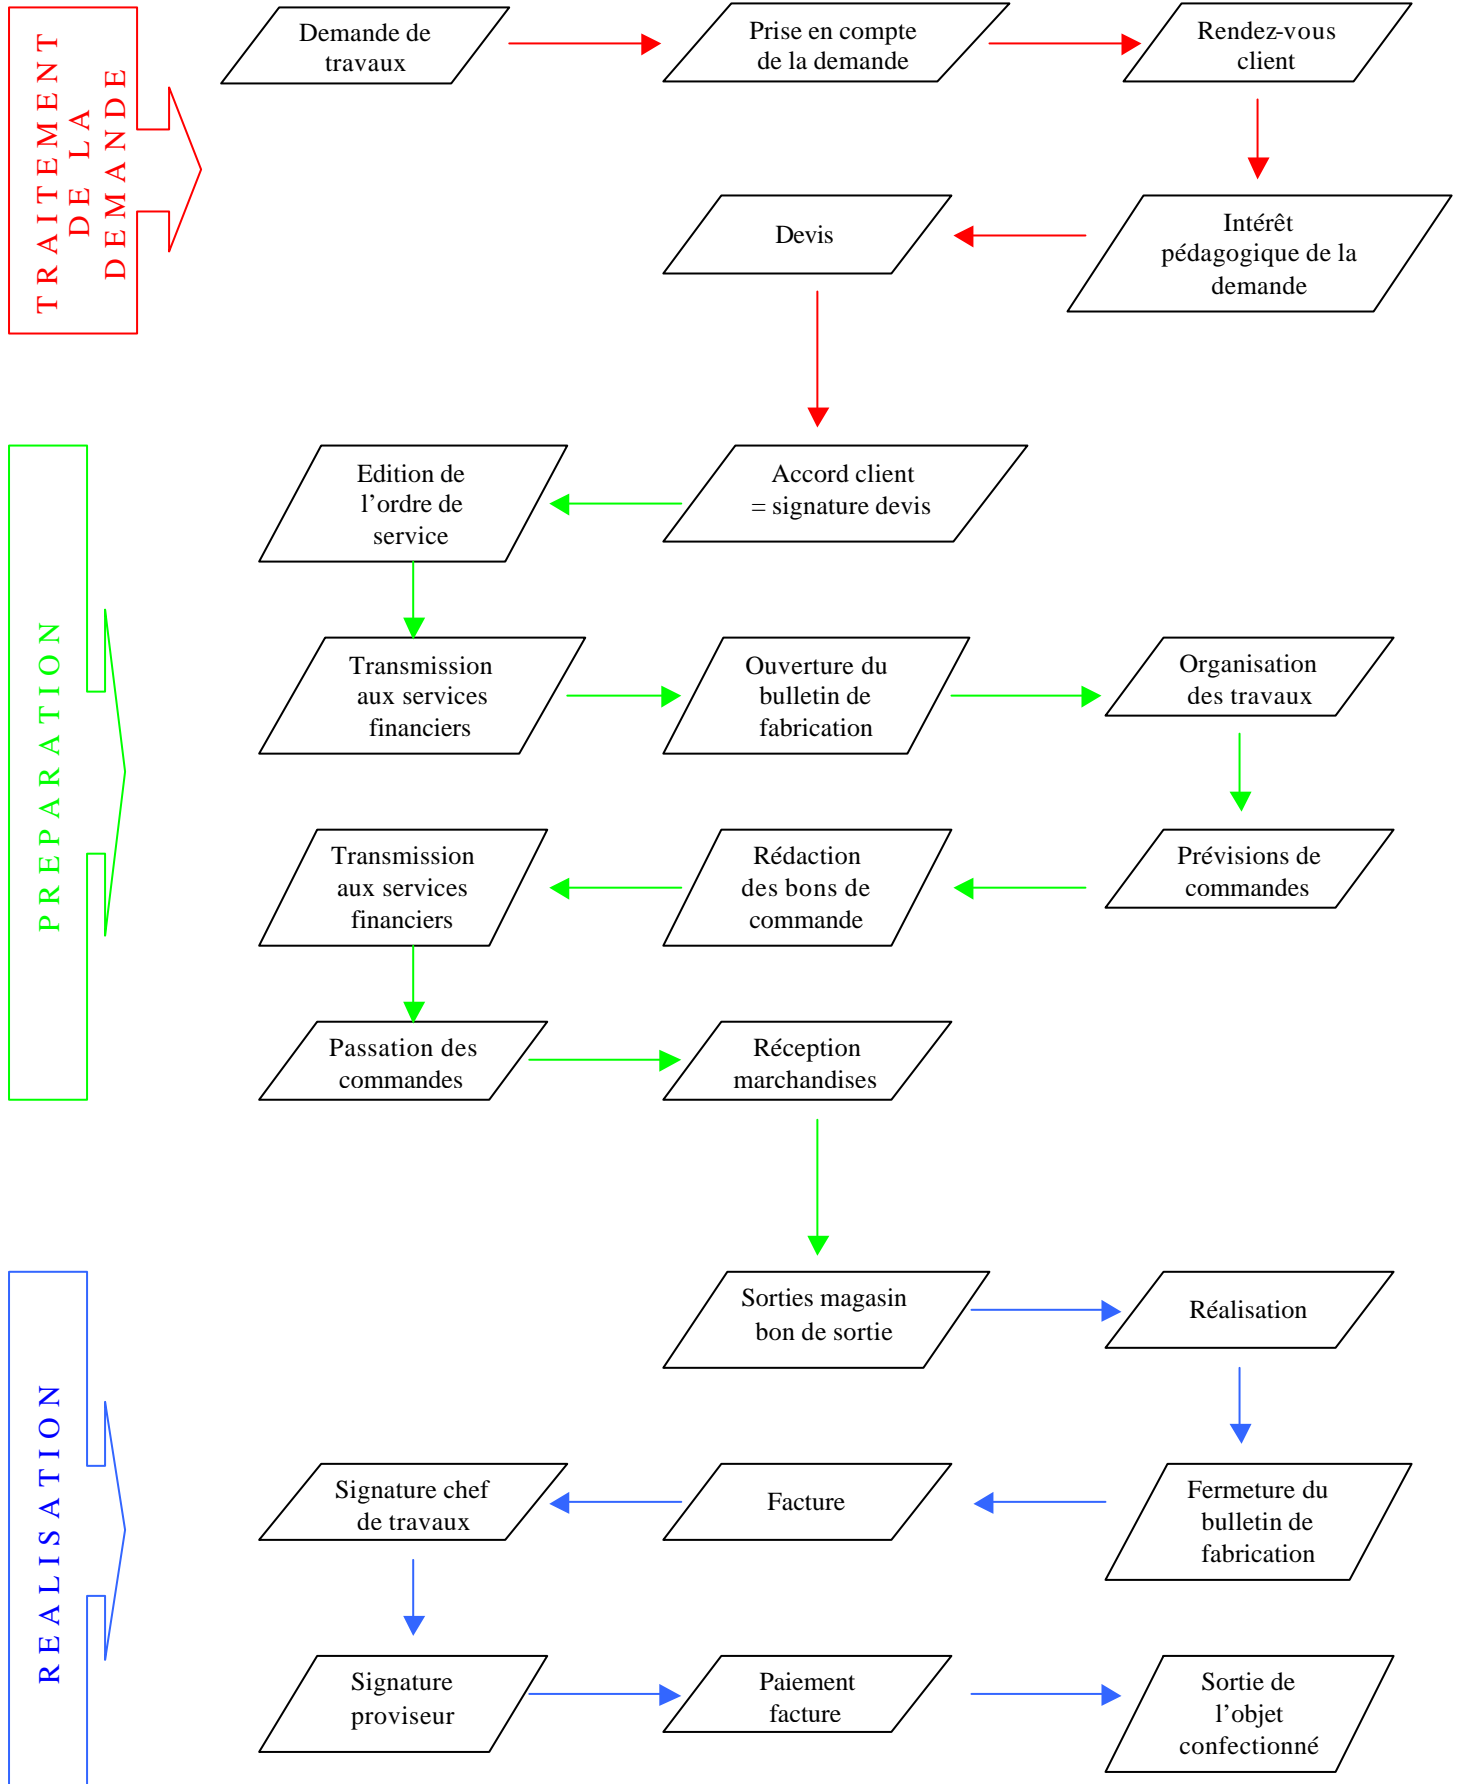 TRAITEMENT
DE LA
DEMANDE
Demande de
travaux
Prise en compte
de la demande
Rendez-vous
client
Intérêt
pédagogique de la
demande
Devis
PREPARATION
Accord client
= signature devis
Edition de
l’ordre de
service
Transmission
aux services
financiers
Ouverture du
bulletin de
fabrication
Organisation
des travaux
Prévisions de
commandes
Rédaction
des bons de
commande
Transmission
aux services
financiers
Passation des
commandes
Réception
marchandises
REALISATION
Sorties magasin
bon de sortie
Réalisation
Fermeture du
bulletin de
fabrication
Facture
Signature chef
de travaux
Signature
proviseur
Paiement
facture
Sortie de
l’objet
confectionné